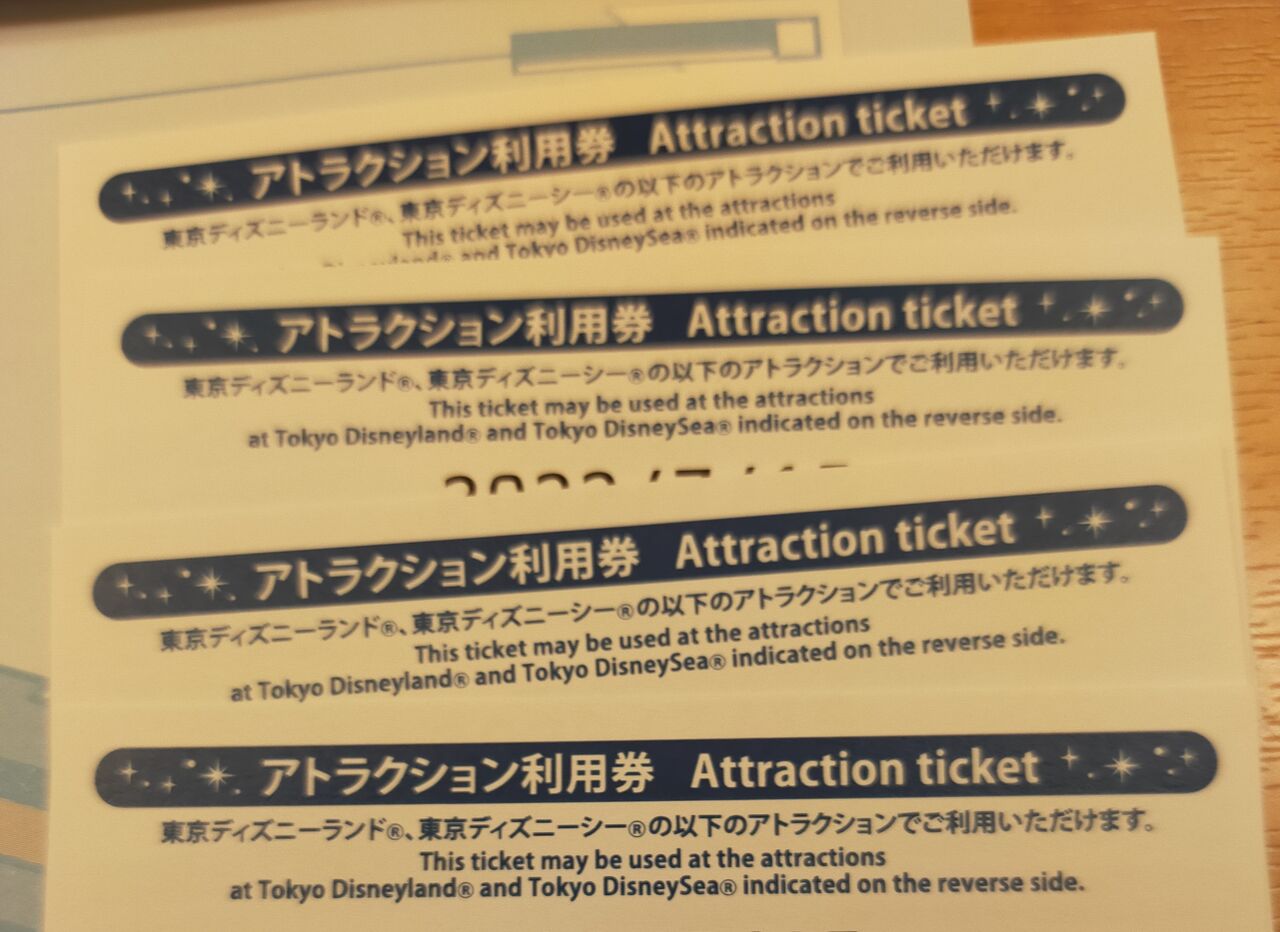 アトラクション利用券 Attraction ticket
東京ディズニーランド®、東京ディズニーシー®の以下のアトラクションでご利用いただけます。
This ticket may be used at the attractions
Disneyland® and Tokyo DisneySea® indicated on the reverse side.
アトラクション利用券 Attraction ticket
東京ディズニーランド®、東京ディズニーシー®の以下のアトラクションでご利用いただけます。
This ticket may be used at the attractions
at Tokyo Disneyland® and Tokyo DisneySea® indicated on the reverse side.
アトラクション利用券 Attraction ticket
東京ディズニーランド®、東京ディズニーシー®の以下のアトラクションでご利用いただけます。
This ticket may be used at the attractions
at Tokyo Disneyland® and Tokyo DisneySea® indicated on the reverse side.
アトラクション利用券 Attraction ticket
東京ディズニーランド®、東京ディズニーシー®の以下のアトラクションでご利用いただけます。
This ticket may be used at the attractions
at Tokyo Disneyland® and Tokyo DisneySea® indicated on the reverse side.